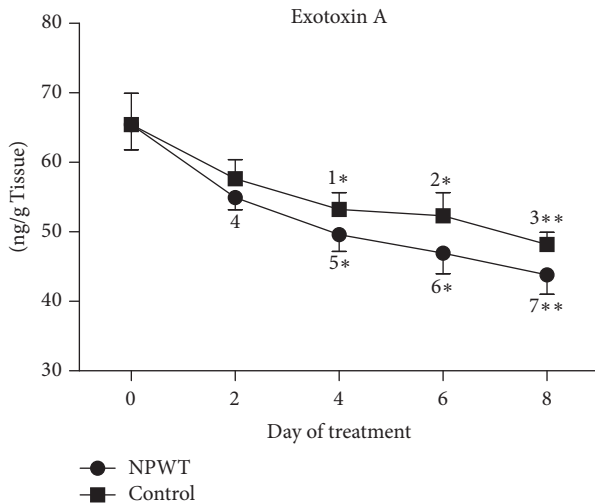 Exotoxin A
80
70
60
50
40
30
(ng/g Tissue)
1*
2*
3**
4
5*
6*
7**
0 2 4 6 8
Day of treatment
NPWT
Control